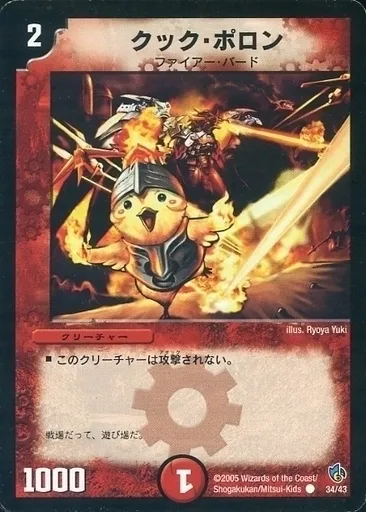 2
クック・ポロン
ファイアー・バード
illus. Ryoya Yuki
クリーチャー
■ このクリーチャーは攻撃されない。
戦場だって、遊び場だ。
1000
1
©2005 Wizards of the Coast/
Shogakukan/Mitsui-Kids
34/43